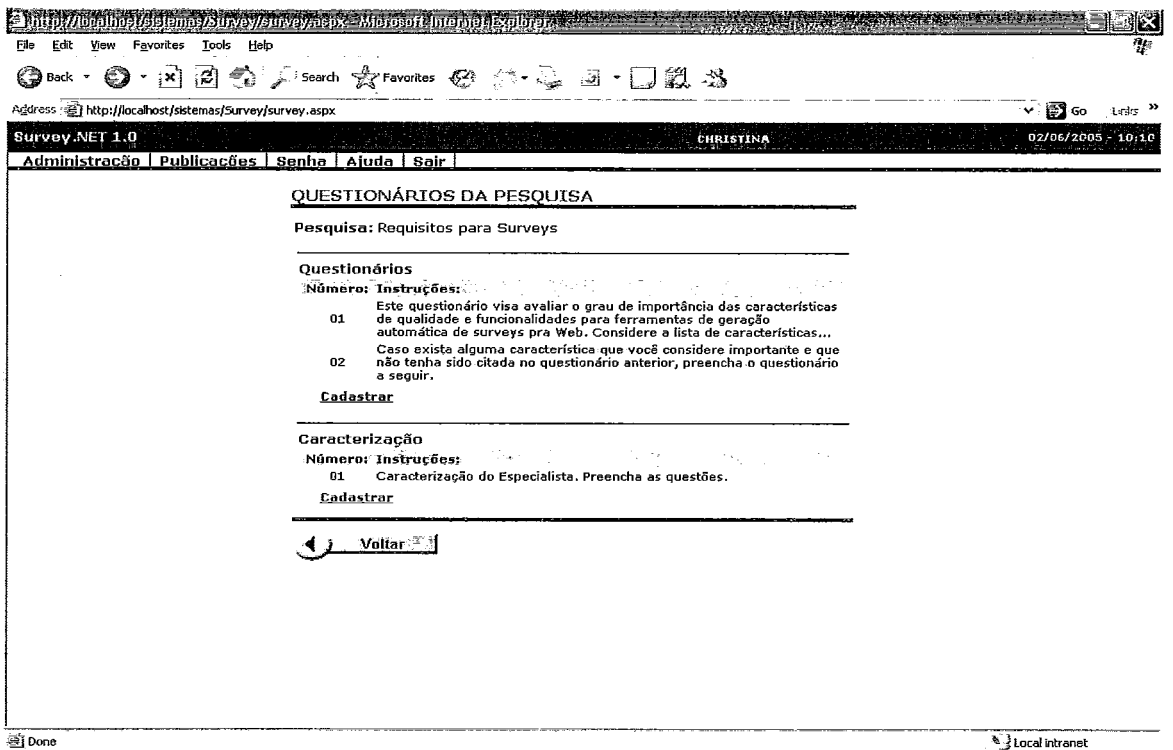 http://localhost/sistemas/Survey/survey.aspx - Microsoft Internet Explorer
File Edit View Favorites Tools Help
Back Search Favorites
Address http://localhost/sistemas/Survey/survey.aspx Go Links »
Survey.NET 1.0 CHRISTINA 02/06/2005 - 10:10
Administração | Publicações | Senha | Ajuda | Sair |
QUESTIONÁRIOS DA PESQUISA
Pesquisa: Requisitos para Surveys
Questionários
Número: Instruções:
01 Este questionário visa avaliar o grau de importância das características
de qualidade e funcionalidades para ferramentas de geração
automática de surveys pra Web. Considere a lista de características...
02 Caso exista alguma característica que você considere importante e que
não tenha sido citada no questionário anterior, preencha o questionário
a seguir.
Cadastrar
Caracterização
Número: Instruções:
01 Caracterização do Especialista. Preencha as questões.
Cadastrar
Voltar
Done Local intranet